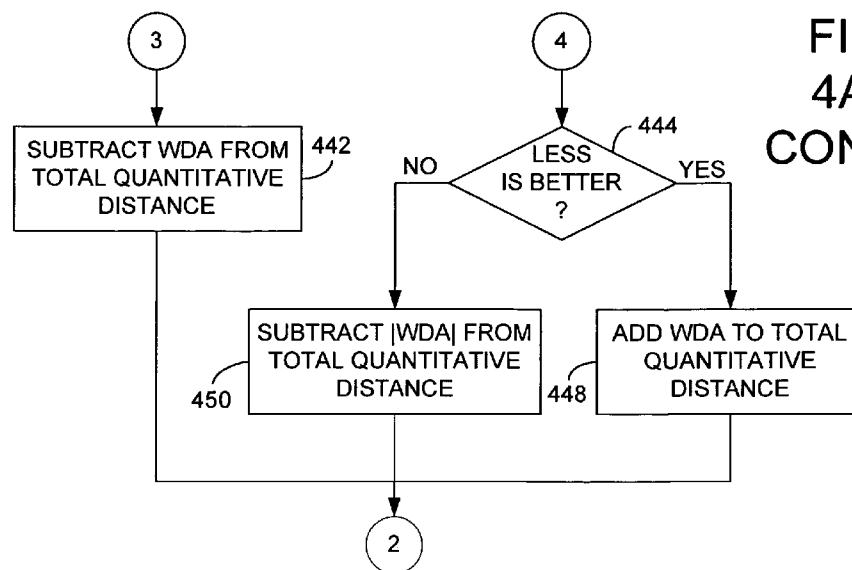 3
4
FI
4A
CON
SUBTRACT WDA FROM
TOTAL QUANTITATIVE
DISTANCE
442
444
LESS
IS BETTER
?
NO
YES
SUBTRACT |WDA| FROM
TOTAL QUANTITATIVE
DISTANCE
450
ADD WDA TO TOTAL
QUANTITATIVE
DISTANCE
448
2